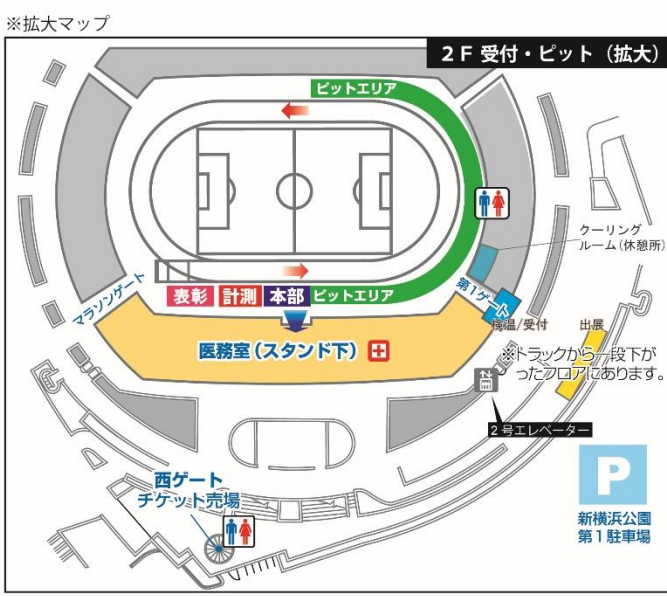 ※拡大マップ
2F 受付・ピット（拡大）
ピットエリア
クーリング
ルーム（休憩所）
マラソンゲート
表彰
計測
本部
ピットエリア
第1ゲート
検温/受付
出展
医務室（スタンド下）
※トラックから一段下が
ったフロアにあります。
2号エレベーター
西ゲート
チケット売場
P
新横浜公園
第1駐車場